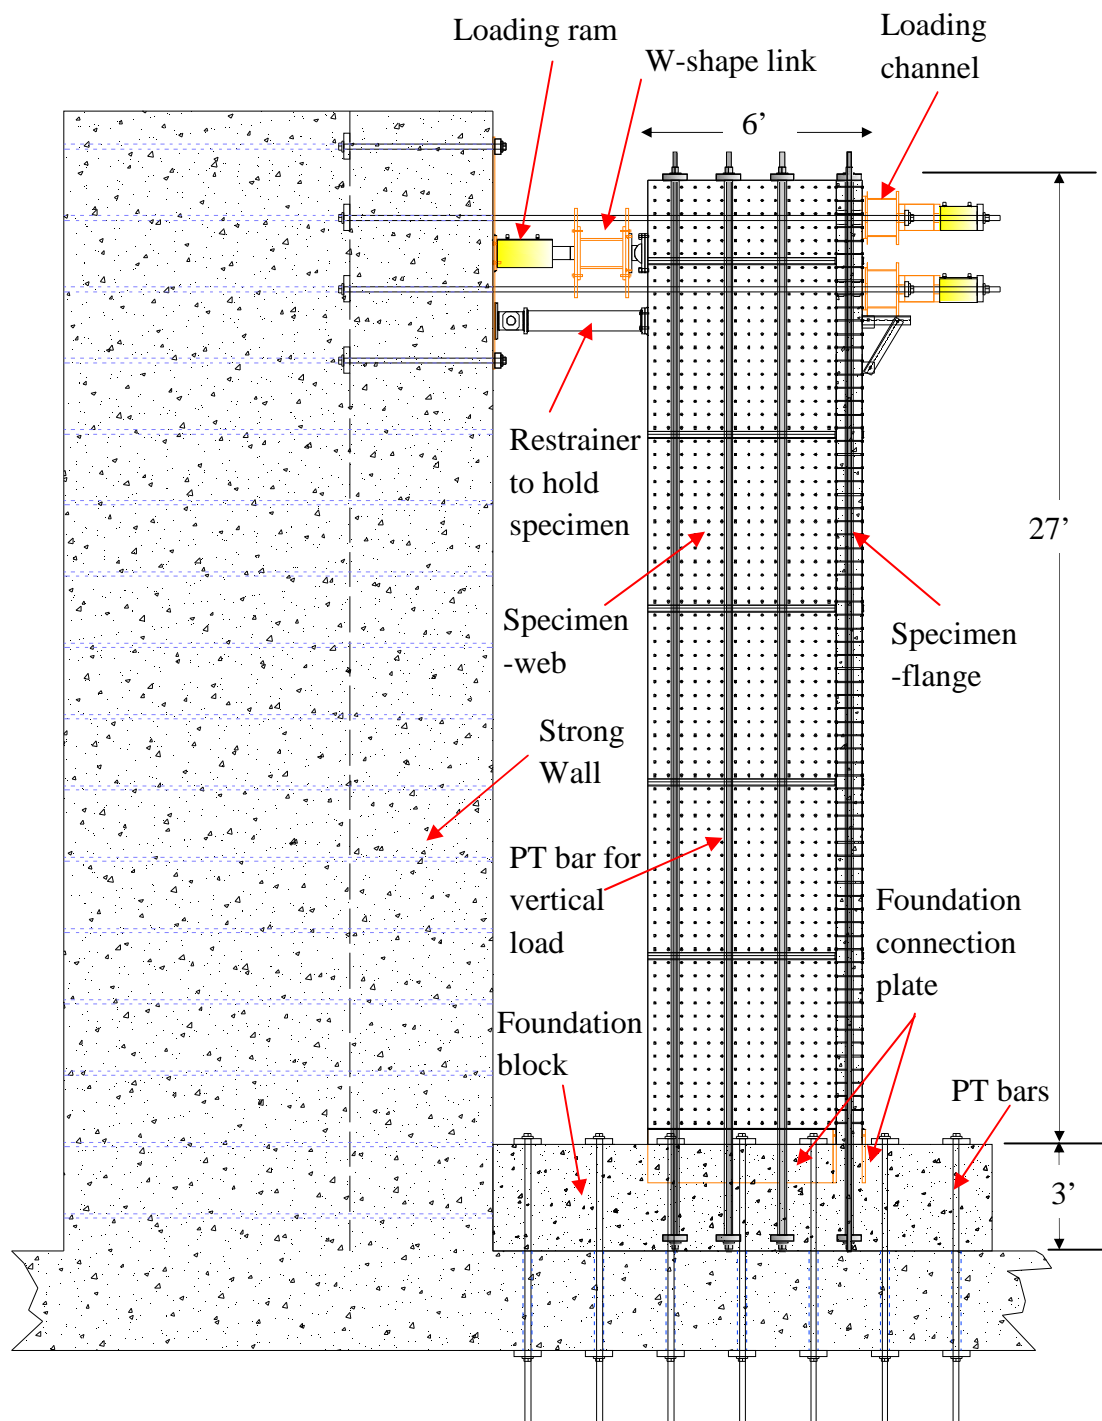 Loading ram
W-shape link
Loading
channel
6’
Restrainer
to hold
specimen
27’
Specimen
-web
Specimen
-flange
Strong
Wall
PT bar for
vertical
load
Foundation
connection
plate
Foundation
block
PT bars
3’